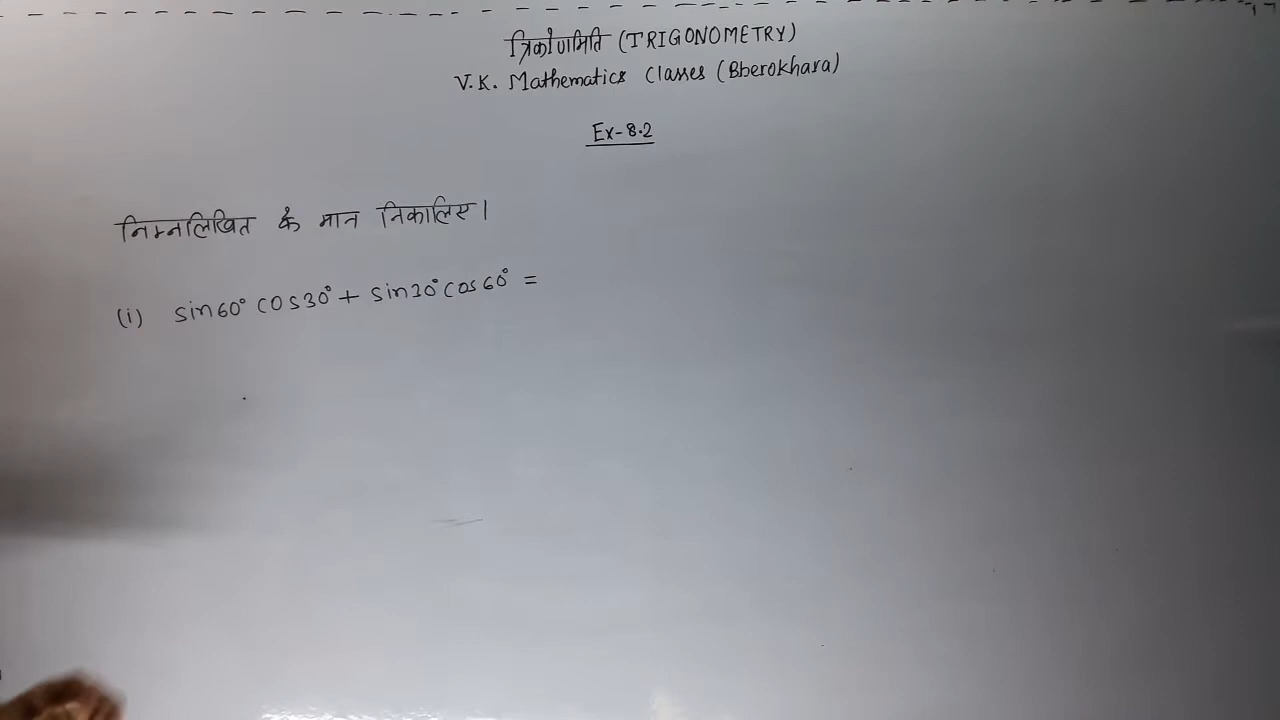 त्रिकोणमिति (TRIGONOMETRY)
V.K. Mathematics Classes (Bherokhara)
Ex-8.2
निम्नलिखित के मान निकालिए।
(i) sin60° cos30° + sin30° cos60° =